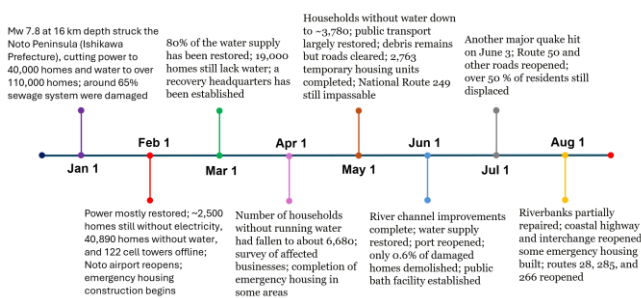 Mw 7.8 at 16 km depth struck the
Noto Peninsula (Ishikawa
Prefecture), cutting power to
40,000 homes and water to over
110,000 homes; around 65%
sewage system were damaged
80% of the water supply
has been restored; 19,000
homes still lack water; a
recovery headquarters has
been established
Households without water down
to ~3,780; public transport
largely restored; debris remains
but roads cleared; 2,763
temporary housing units
completed; National Route 249
still impassable
Another major quake hit
on June 3; Route 50 and
other roads reopened;
over 50 % of residents still
displaced
Jan 1
Feb 1
Mar 1
Apr 1
May 1
Jun 1
Jul 1
Aug 1
Power mostly restored; ~2,500
homes still without electricity,
40,890 homes without water,
and 122 cell towers offline;
Noto airport reopens;
emergency housing
construction begins
Number of households
without running water
had fallen to about 6,680;
survey of affected
businesses; completion of
emergency housing in
some areas
River channel improvements
complete; water supply
restored; port reopened;
only 0.6% of damaged
homes demolished; public
bath facility established
Riverbanks partially
repaired; coastal highway
and interchange reopened
some emergency housing
built; routes 28, 285, and
266 reopened